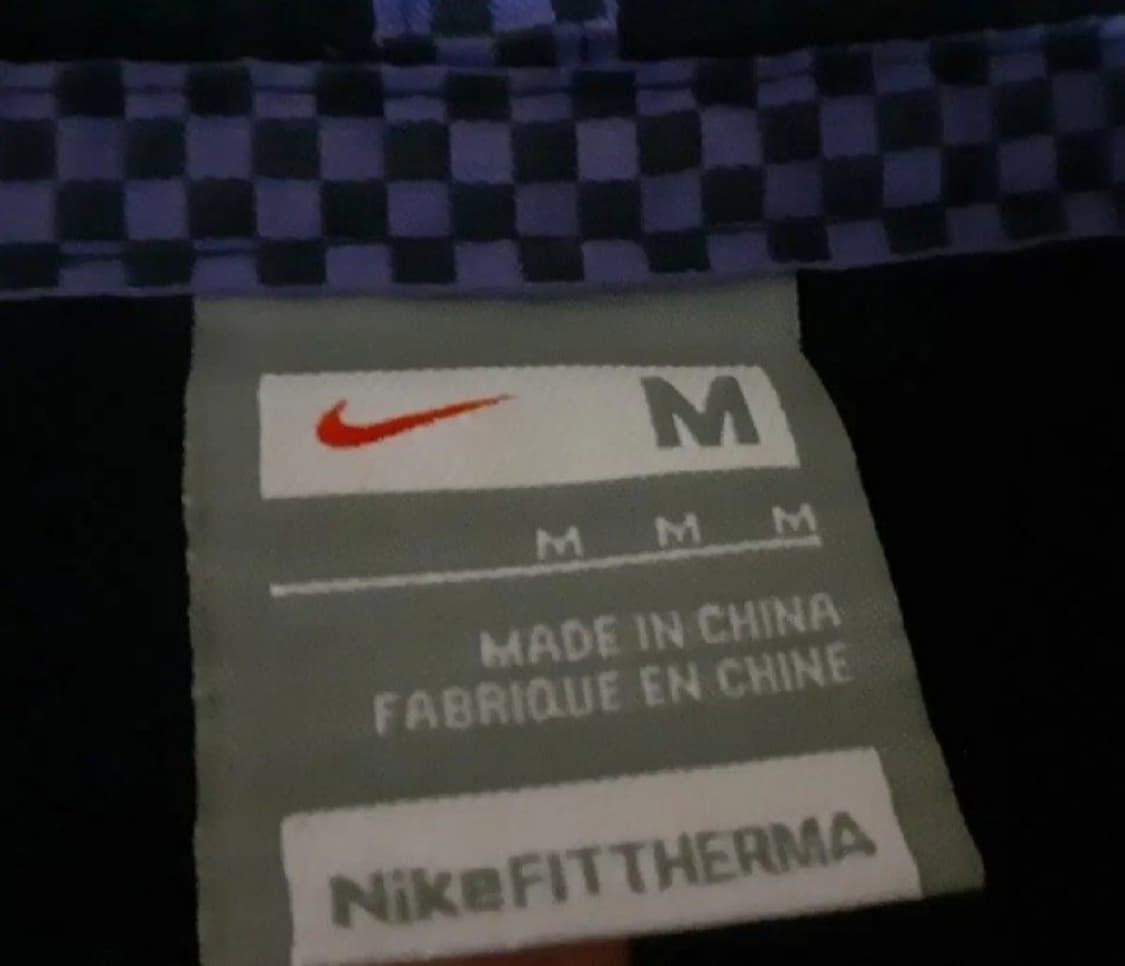 M
M M M
MADE IN CHINA
FABRIQUE EN CHINE
NikeFITTHERMA